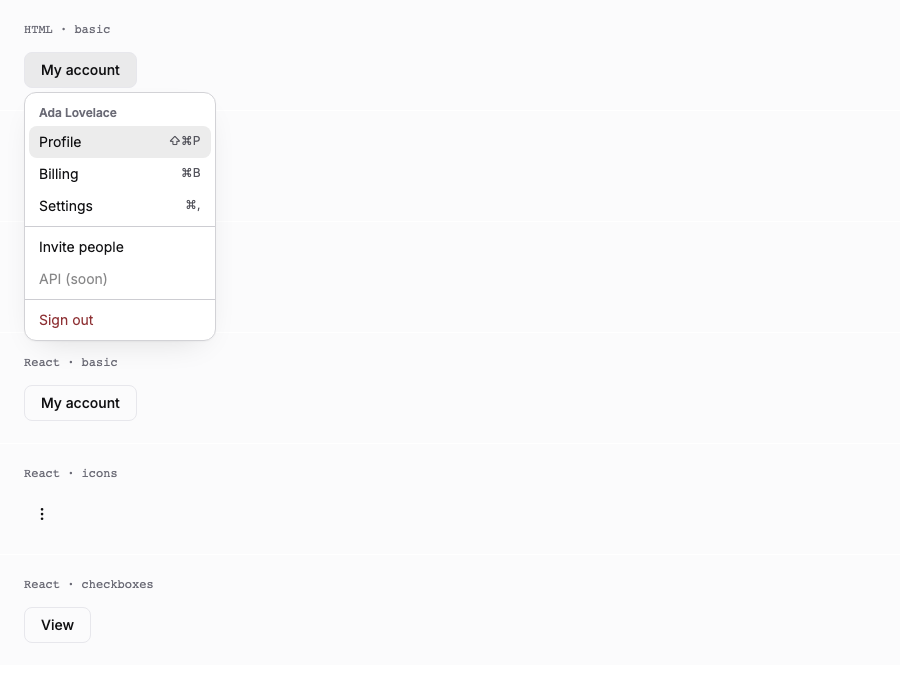 HTML · basic
My account
Ada Lovelace
Profile ⇧⌘P
Billing ⌘B
Settings ⌘,
Invite people
API (soon)
Sign out
React · basic
My account
React · icons
React · checkboxes
View